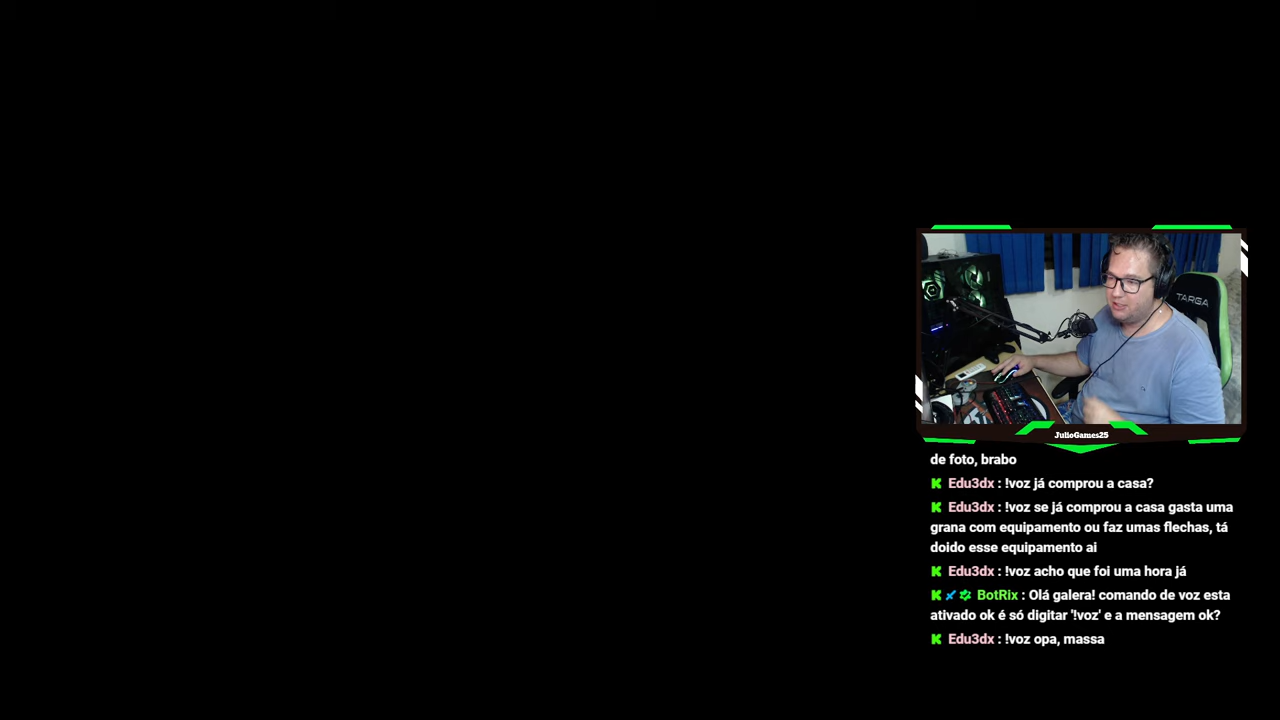 TARGA
JulioGames25
de foto, brabo
Edu3dx : !voz já comprou a casa?
Edu3dx : !voz se já comprou a casa gasta uma
grana com equipamento ou faz umas flechas, tá
doido esse equipamento ai
Edu3dx : !voz acho que foi uma hora já
BotRix : Olá galera! comando de voz esta
ativado ok é só digitar '!voz' e a mensagem ok?
Edu3dx : !voz opa, massa